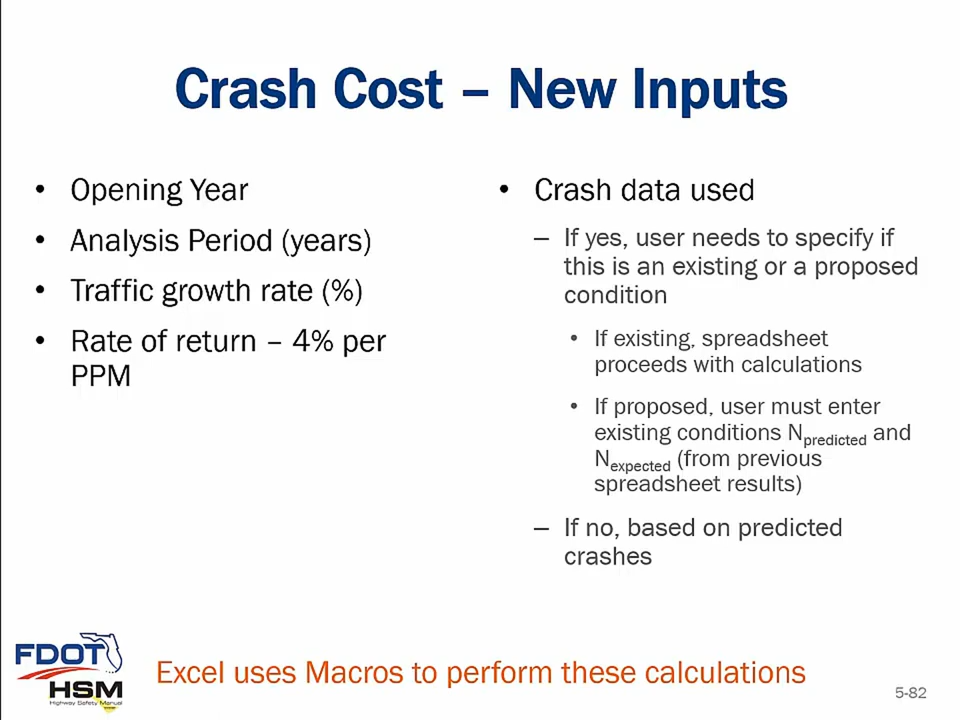 Crash Cost – New Inputs
• Opening Year
• Analysis Period (years)
• Traffic growth rate (%)
• Rate of return – 4% per
PPM
• Crash data used
– If yes, user needs to specify if
this is an existing or a proposed
condition
• If existing, spreadsheet
proceeds with calculations
• If proposed, user must enter
existing conditions Npredicted and
Nexpected (from previous
spreadsheet results)
– If no, based on predicted
crashes
FDOT
HSM
Highway Safety Manual
Excel uses Macros to perform these calculations
5-82